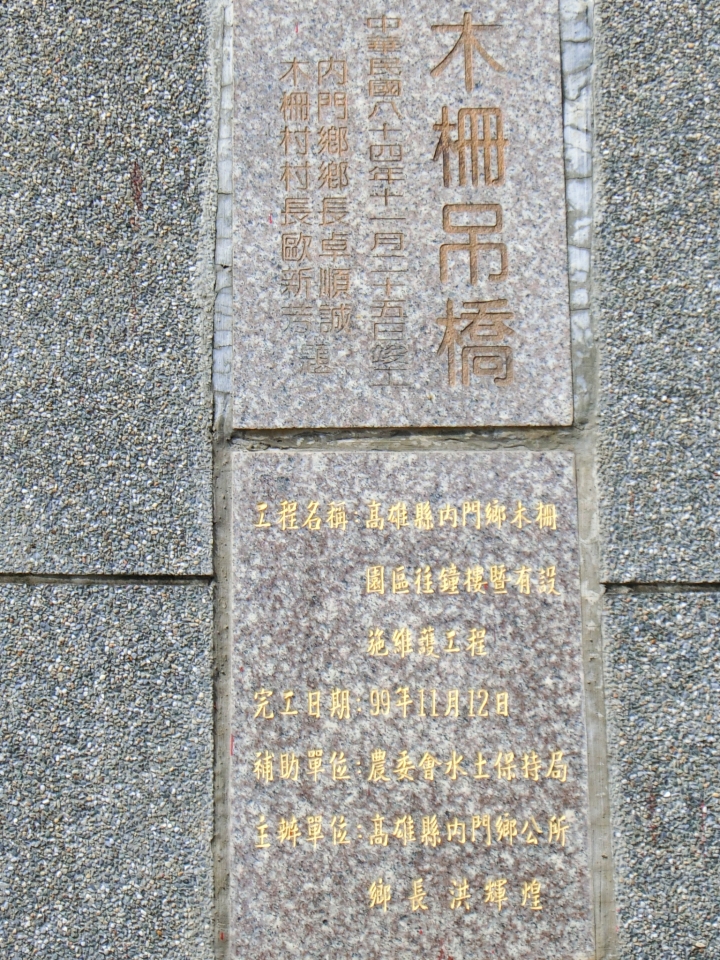 木柵吊橋
中華民國八十四年十一月二十五日竣工
內門鄉鄉長卓順誠
木柵村村長歐新芳 建
工程名稱:高雄縣內門鄉木柵
園區往鐘樓暨有設
施維護工程
完工日期:99年11月12日
補助單位:農委會水土保持局
主辦單位:高雄縣內門鄉公所
鄉長洪輝煌